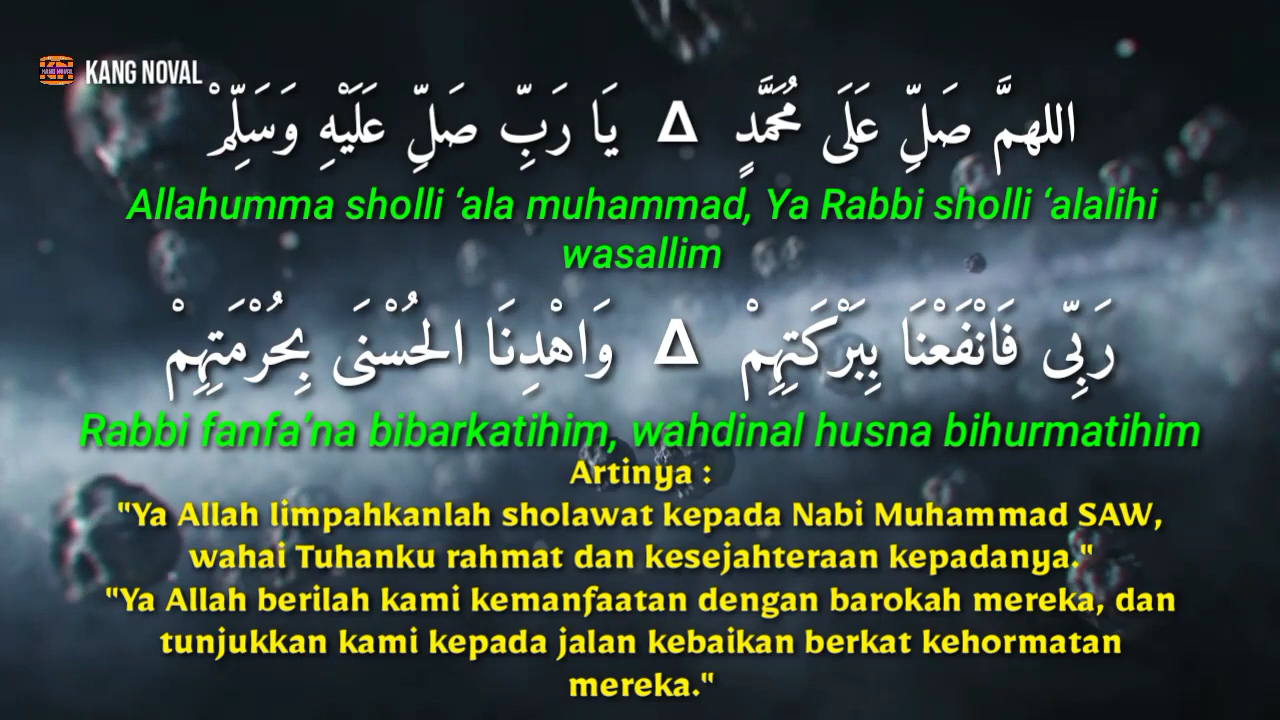 KANG NOVAL
اللهمَّ صَلِّ عَلَى مُحَمَّدٍ ∆ يَا رَبِّ صَلِّ عَلَيْهِ وَسَلِّمْ
Allahumma sholli ‘ala muhammad, Ya Rabbi sholli ‘alalihi
wasallim
رَبِّى فَانْفَعْنَا بِبَرْكَتِهِمْ ∆ وَاهْدِنَا الحُسْنَى بِحُرْمَتِهِمْ
Rabbi fanfa’na bibarkatihim, wahdinal husna bihurmatihim
Artinya :
"Ya Allah limpahkanlah sholawat kepada Nabi Muhammad SAW,
wahai Tuhanku rahmat dan kesejahteraan kepadanya."
"Ya Allah berilah kami kemanfaatan dengan barokah mereka, dan
tunjukkan kami kepada jalan kebaikan berkat kehormatan
mereka."